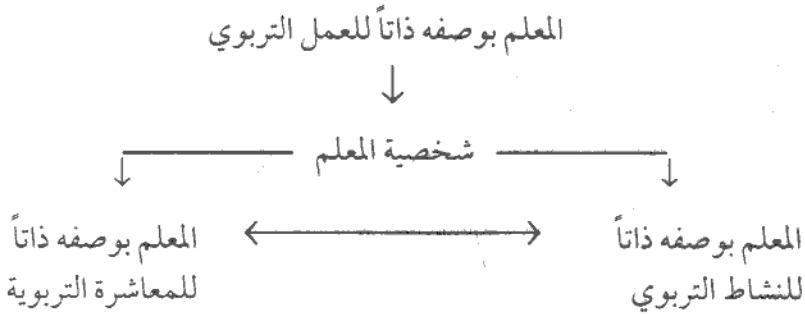 المعلم بوصفه ذاتاً للعمل التربوي
شخصية المعلم
المعلم بوصفه ذاتاً
للنشاط التربوي
المعلم بوصفه ذاتاً
للمعاشرة التربوية